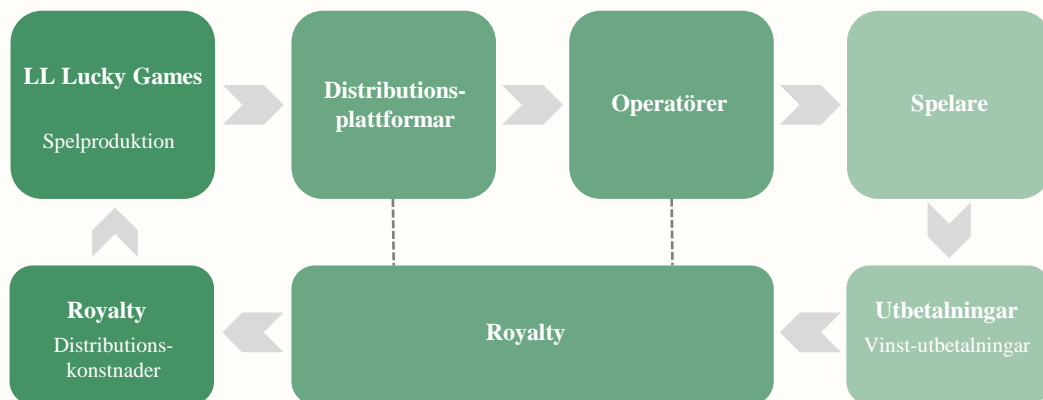 LL Lucky Games
Spelproduktion
Distributions-
plattformar
Operatörer
Spelare
Royalty
Distributions-
konstnader
Royalty
Utbetalningar
Vinst-utbetalningar